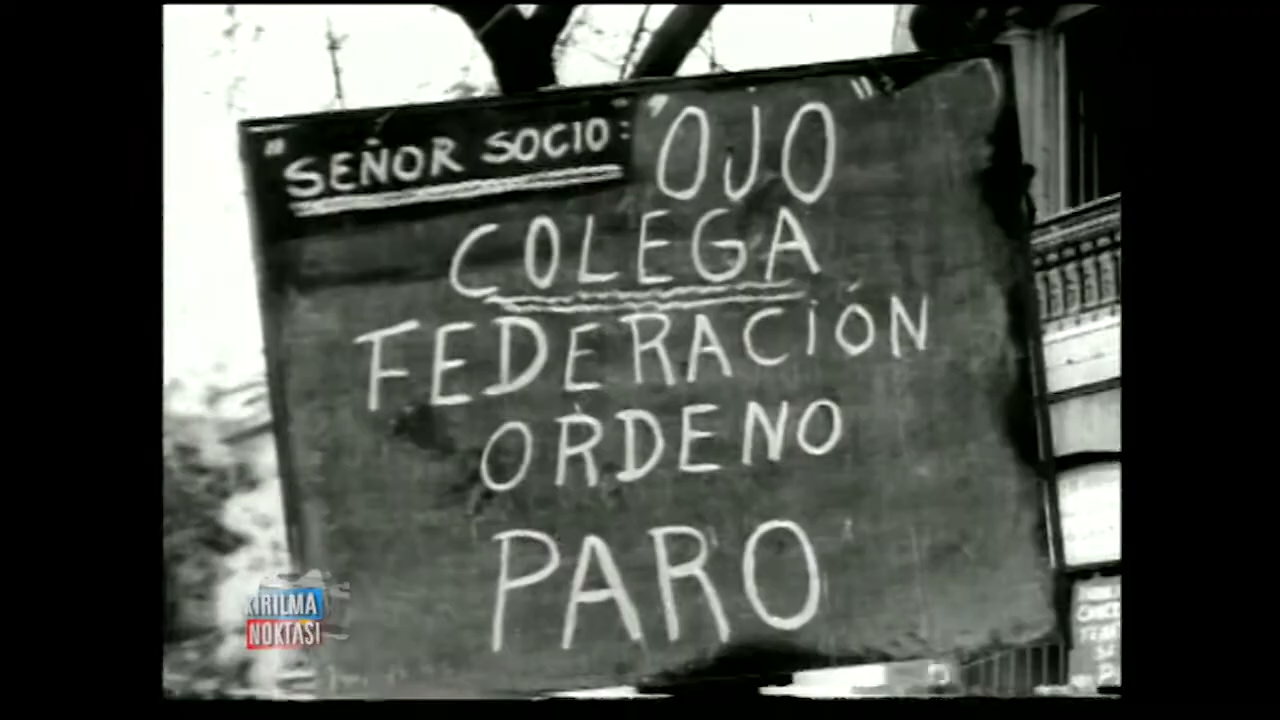 "SEÑOR SOCIO: "OJO"
COLEGA
FEDERACIÓN
ORDENO
PARO
KIRILMA
NOKTASI